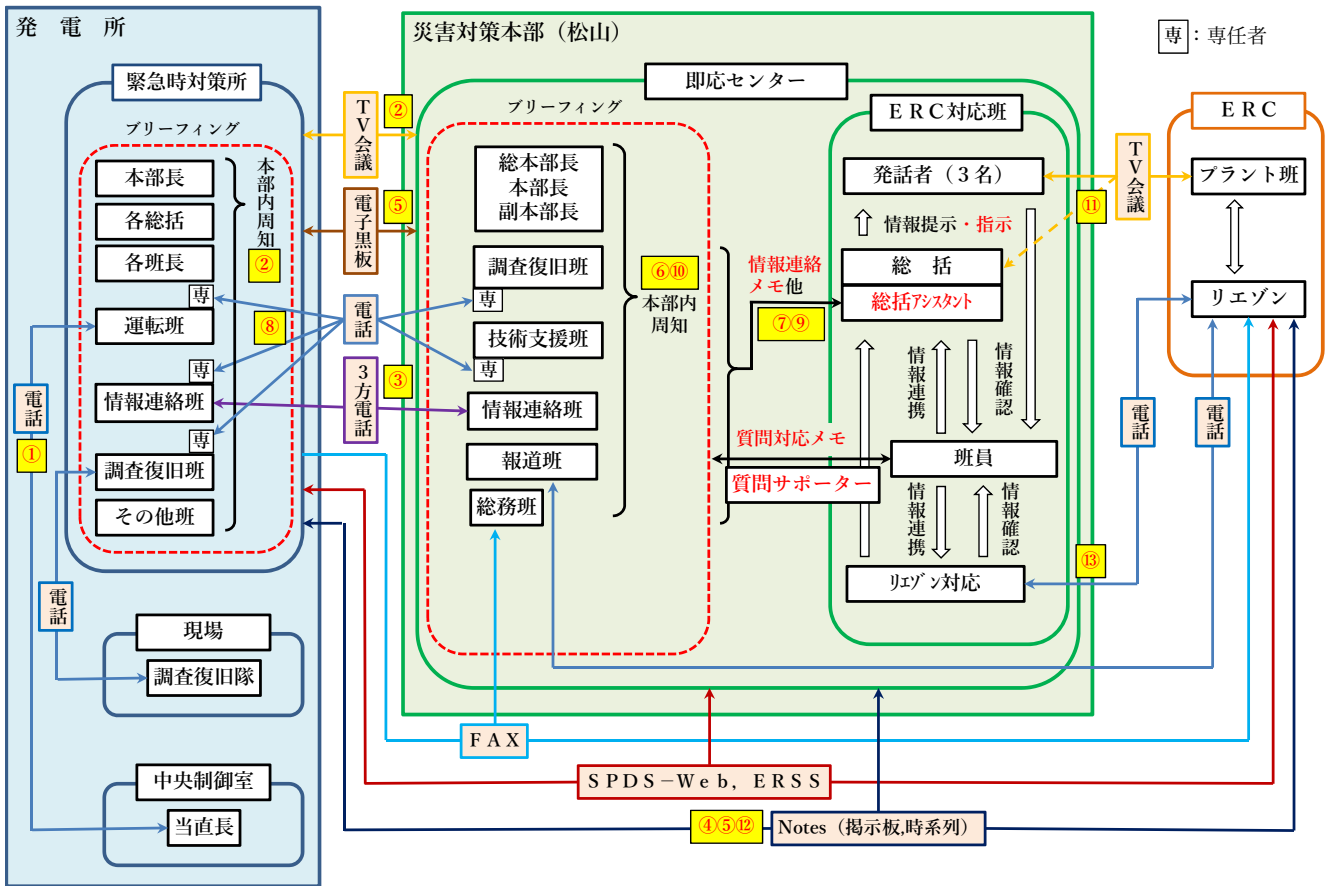 発　電　所
緊急時対策所
ブリーフィング
本部長
各総括
各班長
専
運転班
専
情報連絡班
専
調査復旧班
その他班
本部内周知
②
⑧
電話
①
電話
現場
調査復旧隊
中央制御室
当直長
TV会議
②
電子黒板
⑤
電話
３方電話
③
災害対策本部（松山）
即応センター
ブリーフィング
総本部長
本部長
副本部長
調査復旧班
専
技術支援班
専
情報連絡班
報道班
総務班
⑥⑩
本部内
周知
情報連絡
メモ他
⑦⑨
質問対応メモ
質問サポーター
ＥＲＣ対応班
発話者（３名）
情報提示・指示
総　括
総括アシスタント
情報連携
情報確認
情報連携
情報確認
班員
リエゾン対応
専：専任者
ＥＲＣ
TV会議
⑪
プラント班
リエゾン
電話
電話
⑬
ＦＡＸ
ＳＰＤＳ－Ｗｅｂ，ＥＲＳＳ
④⑤⑫
Notes（掲示板,時系列）